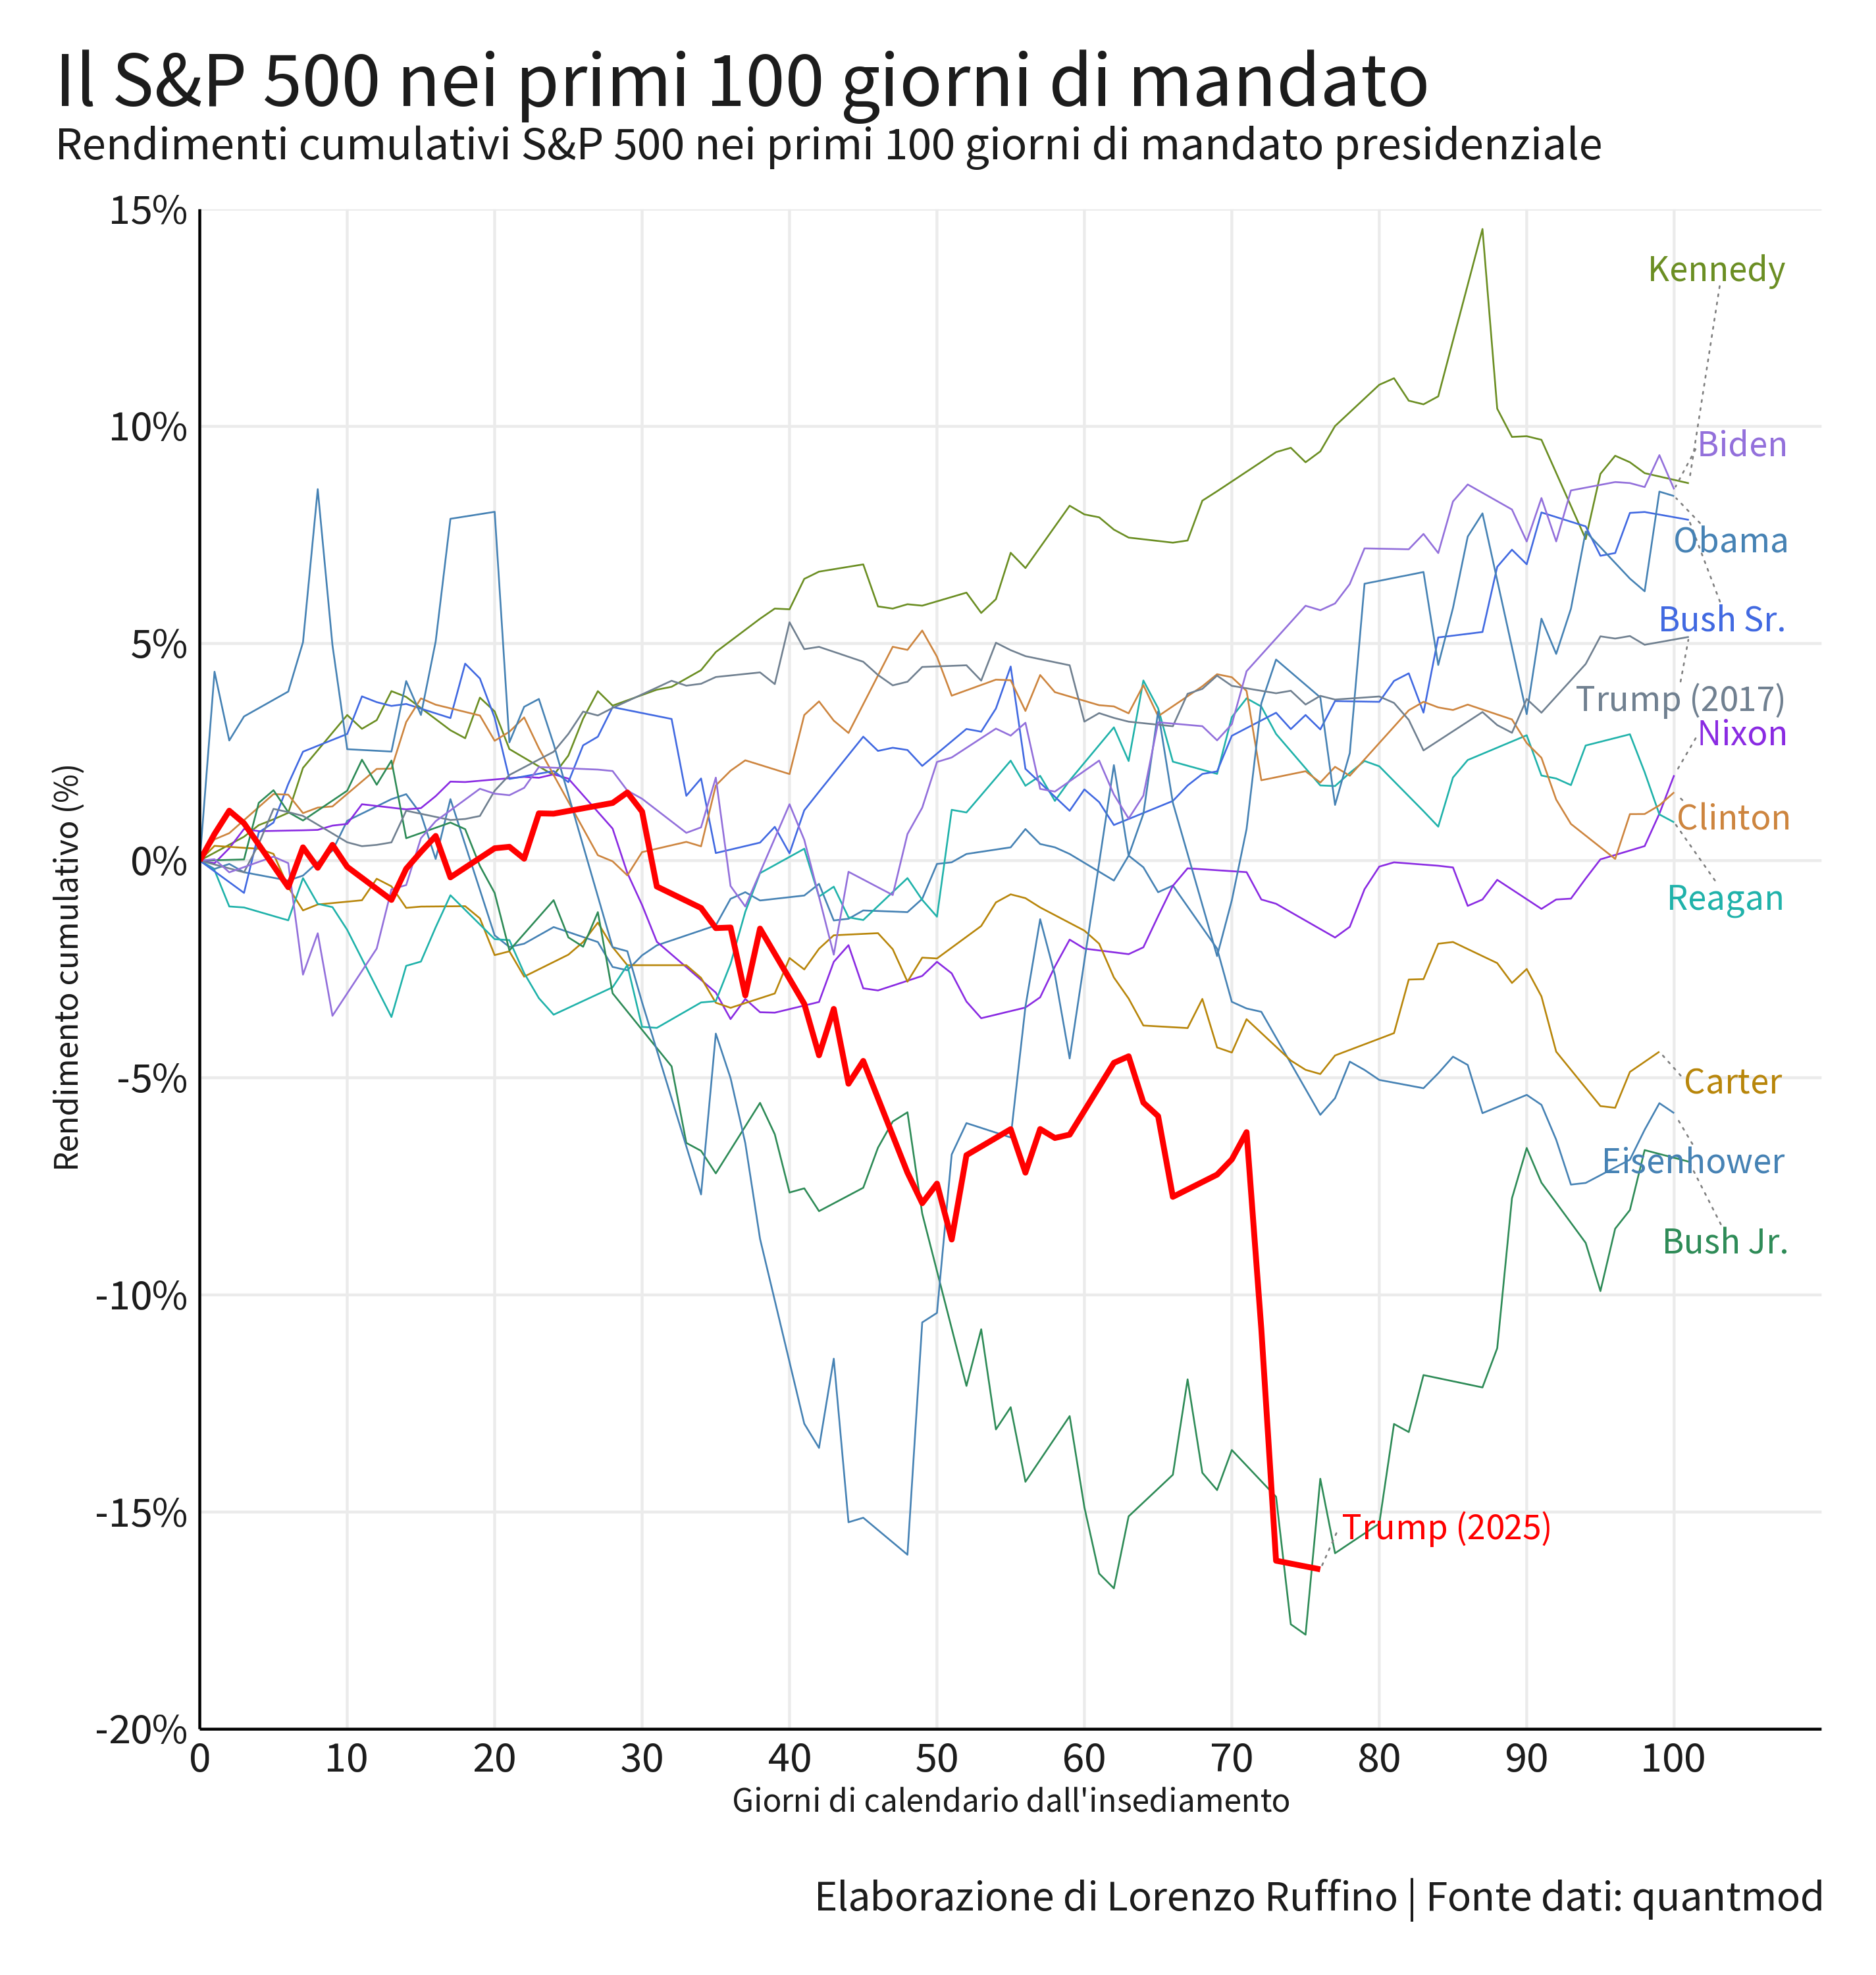 Il S&P 500 nei primi 100 giorni di mandato
Rendimenti cumulativi S&P 500 nei primi 100 giorni di mandato presidenziale
15%
10%
5%
0%
-5%
-10%
-15%
-20%
Rendimento cumulativo (%)
Kennedy
Biden
Obama
Bush Sr.
Trump (2017)
Nixon
Clinton
Reagan
Carter
Eisenhower
Bush Jr.
Trump (2025)
0 10 20 30 40 50 60 70 80 90 100
Giorni di calendario dall'insediamento
Elaborazione di Lorenzo Ruffino | Fonte dati: quantmod